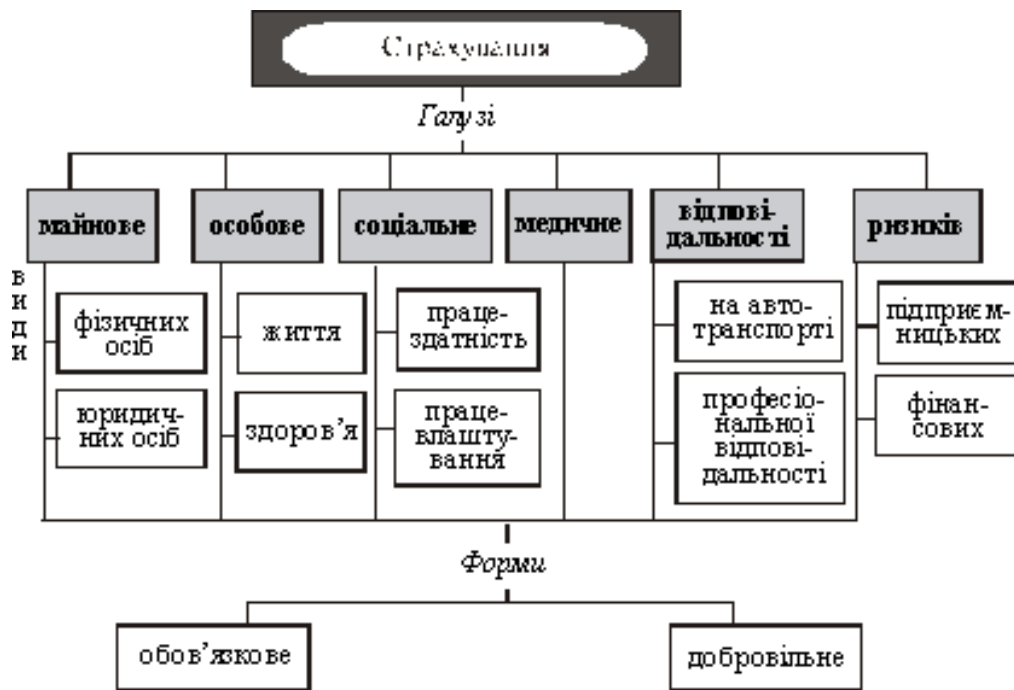 Страхування
Галузі
майнове
особове
соціальне
медичне
відпові-
дальності
ризиків
види
фізичних
осіб
життя
праце-
здатність
на авто-
транспорті
підприєм-
ницьких
юридич-
них осіб
здоров’я
праце-
влашту-
вання
професіо-
нальної
відпові-
дальності
фінан-
сових
Форми
обов’язкове
добровільне